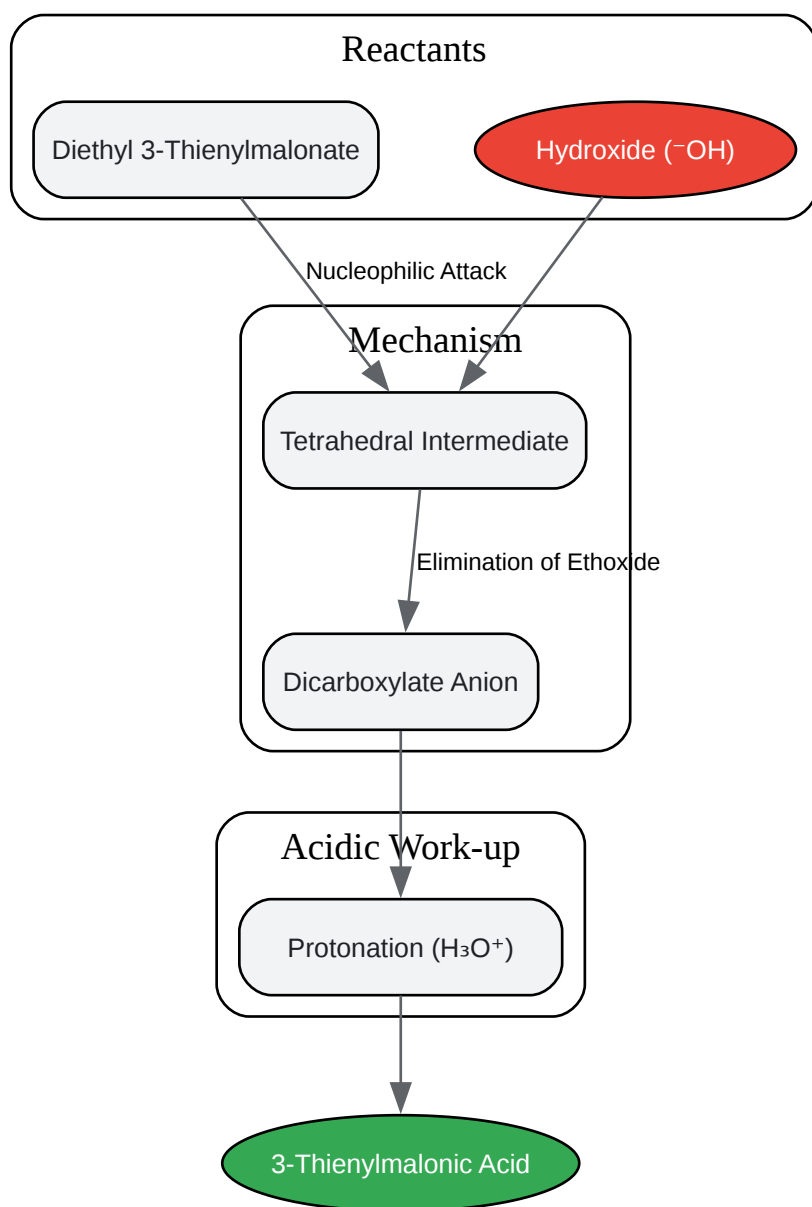 Reactants
Diethyl 3-Thienylmalonate
Hydroxide (⁻OH)
Nucleophilic Attack
Mechanism
Tetrahedral Intermediate
Elimination of Ethoxide
Dicarboxylate Anion
Acidic Work-up
Protonation (H₃O⁺)
3-Thienylmalonic Acid